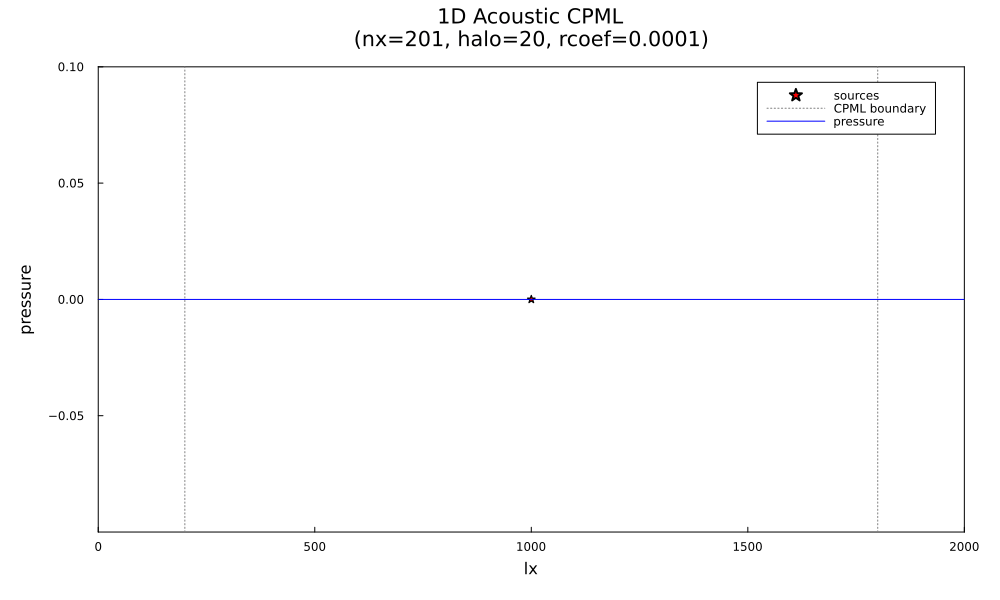 1D Acoustic CPML
(nx=201, halo=20, rcoef=0.0001)
0.10
0.05
0.00
−0.05
pressure
sources
CPML boundary
pressure
0 500 1000 1500 2000
lx